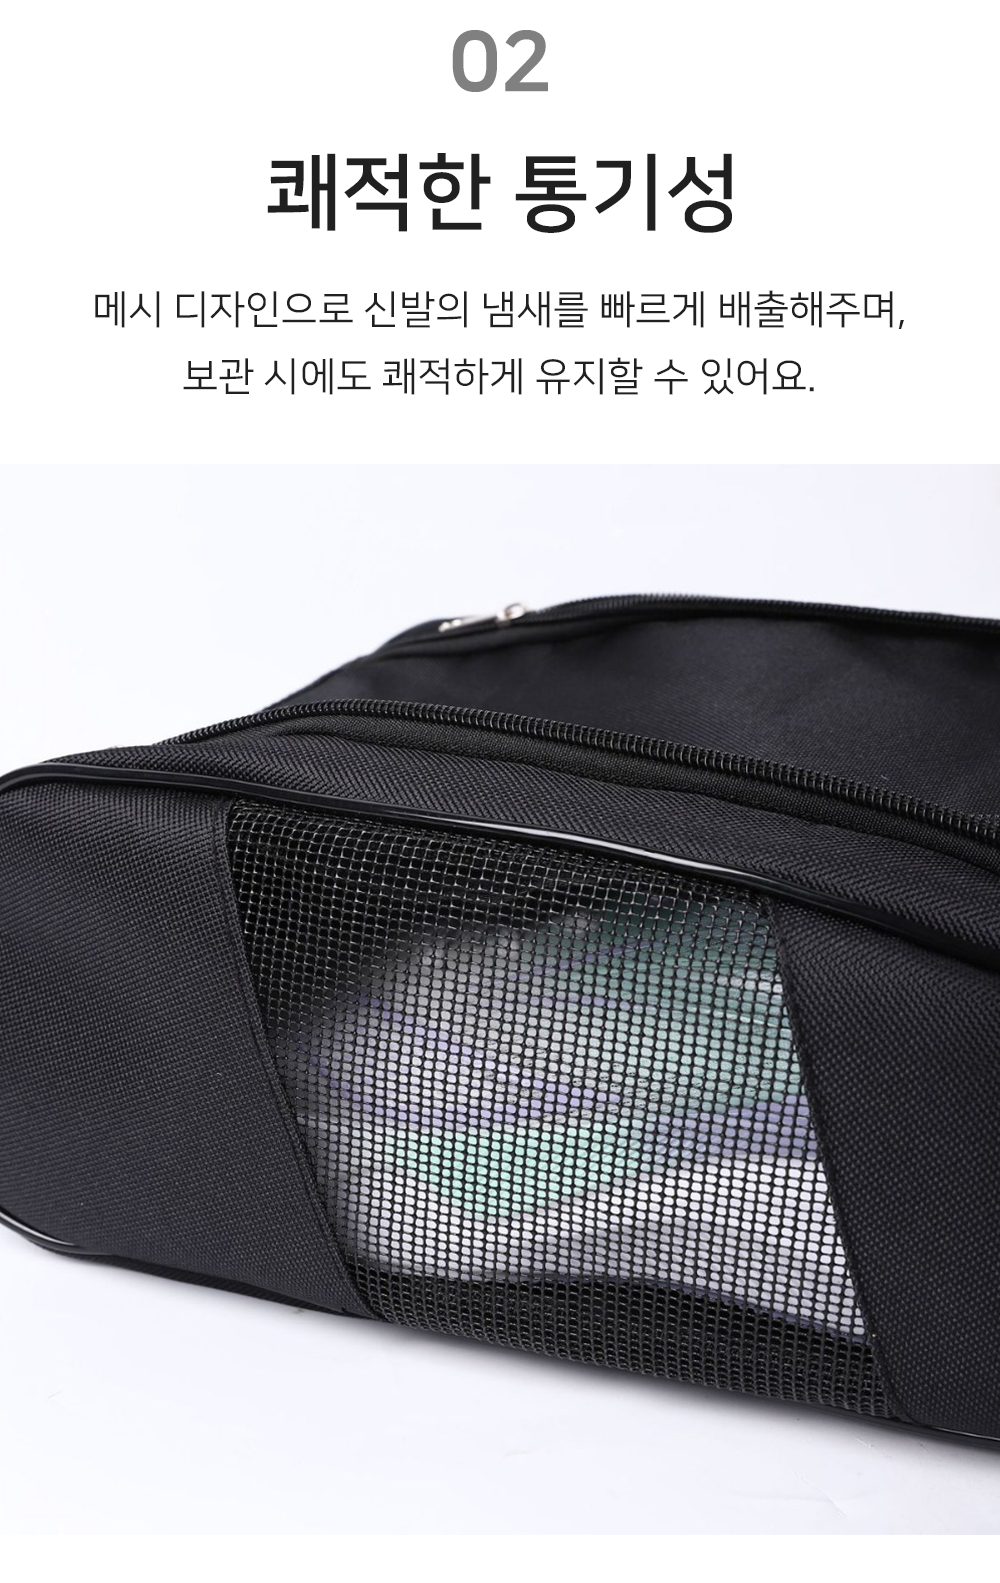 02
쾌적한 통기성
메시 디자인으로 신발의 냄새를 빠르게 배출해주며,
보관 시에도 쾌적하게 유지할 수 있어요.